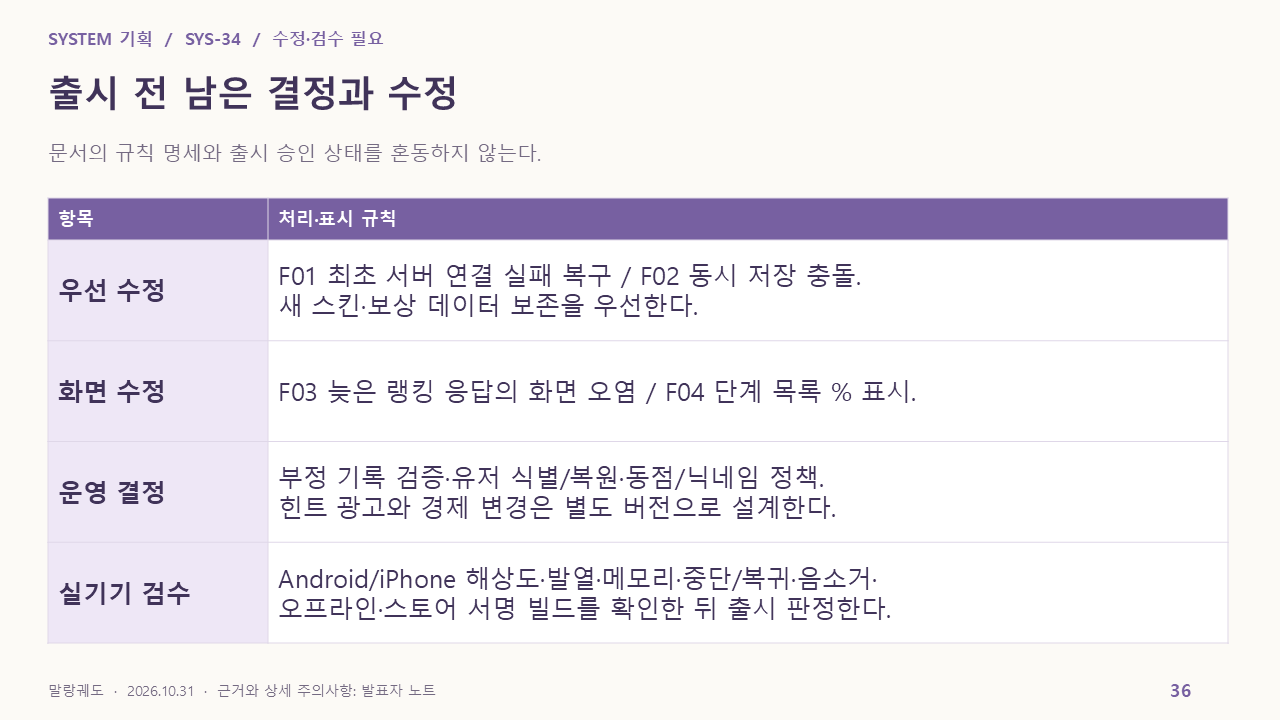 SYSTEM 기획 / SYS-34 / 수정·검수 필요
출시 전 남은 결정과 수정
문서의 규칙 명세와 출시 승인 상태를 혼동하지 않는다.
항목
처리·표시 규칙
우선 수정
F01 최초 서버 연결 실패 복구 / F02 동시 저장 충돌.
새 스킨·보상 데이터 보존을 우선한다.
화면 수정
F03 늦은 랭킹 응답의 화면 오염 / F04 단계 목록 % 표시.
운영 결정
부정 기록 검증·유저 식별/복원·동점/닉네임 정책.
힌트 광고와 경제 변경은 별도 버전으로 설계한다.
실기기 검수
Android/iPhone 해상도·발열·메모리·중단/복귀·음소거·
오프라인·스토어 서명 빌드를 확인한 뒤 출시 판정한다.
말랑궤도 · 2026.10.31 · 근거와 상세 주의사항: 발표자 노트
36